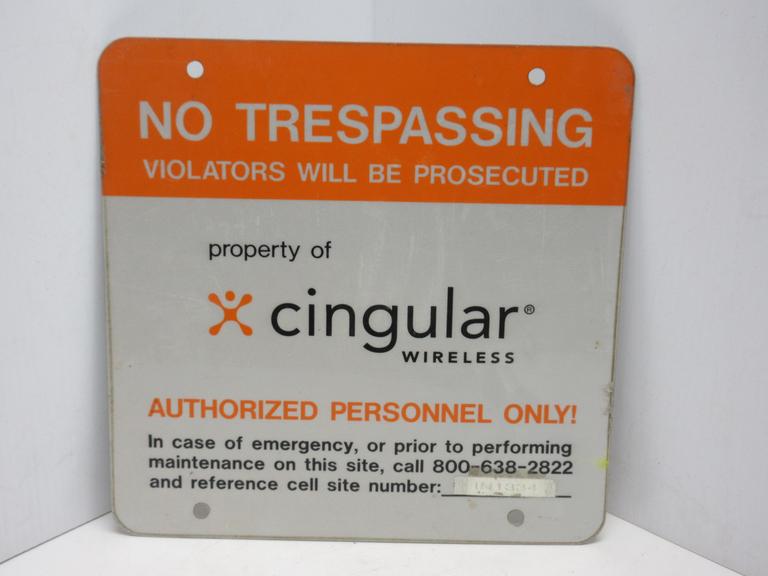 NO TRESPASSING
VIOLATORS WILL BE PROSECUTED
property of
cingular®
WIRELESS
AUTHORIZED PERSONNEL ONLY!
In case of emergency, or prior to performing
maintenance on this site, call 800-638-2822
and reference cell site number: